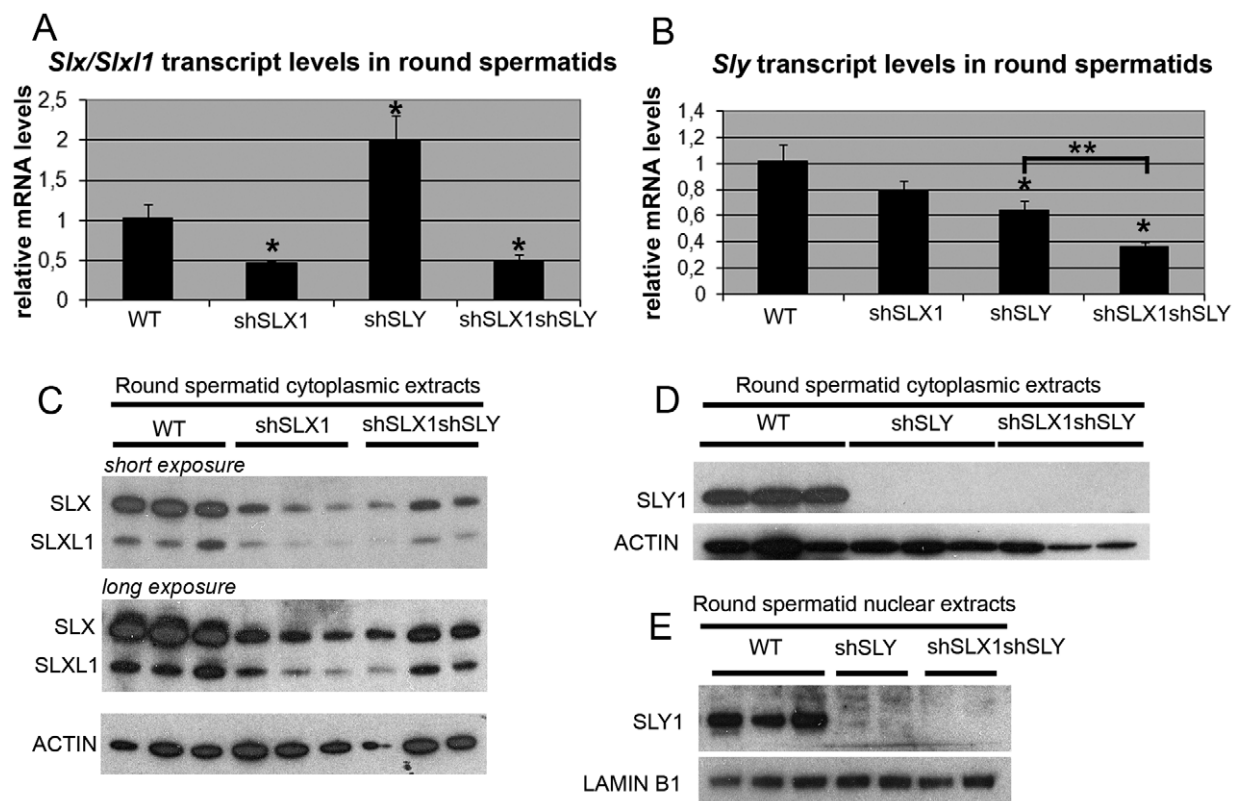 A
Slx/Slxl1 transcript levels in round spermatids
relative mRNA levels
2,5
2
1,5
1
0,5
0
*
*
*
WT
shSLX1
shSLY
shSLX1shSLY
B
Sly transcript levels in round spermatids
relative mRNA levels
1,4
1,2
1
0,8
0,6
0,4
0,2
0
**
*
*
WT
shSLX1
shSLY
shSLX1shSLY
C
Round spermatid cytoplasmic extracts
WT
shSLX1
shSLX1shSLY
short exposure
SLX
SLXL1
long exposure
SLX
SLXL1
ACTIN
D
Round spermatid cytoplasmic extracts
WT
shSLY
shSLX1shSLY
SLY1
ACTIN
E
Round spermatid nuclear extracts
WT
shSLY
shSLX1shSLY
SLY1
LAMIN B1